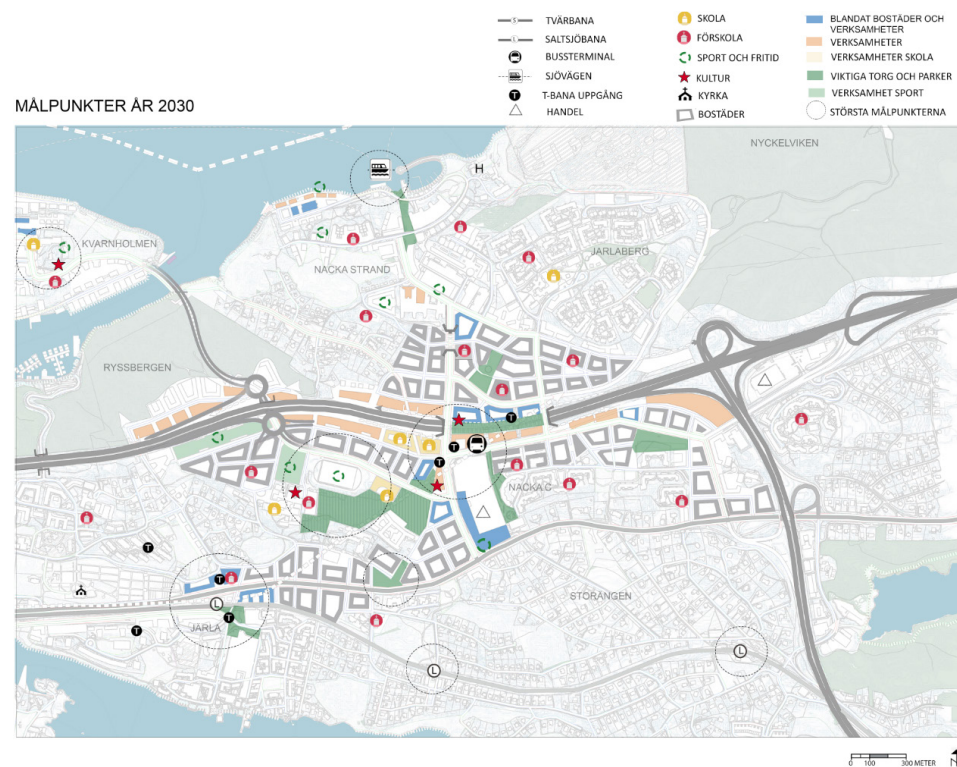 S TVÄRBANA
L SALTSJÖBANA
BUSSTERMINAL
SJÖVÄGEN
T T-BANA UPPGÅNG
HANDEL
SKOLA
FÖRSKOLA
SPORT OCH FRITID
KULTUR
KYRKA
BOSTÄDER
BLANDAT BOSTÄDER OCH
VERKSAMHETER
VERKSAMHETER
VERKSAMHETER SKOLA
VIKTIGA TORG OCH PARKER
VERKSAMHET SPORT
STÖRSTA MÅLPUNKTERNA
MÅLPUNKTER ÅR 2030
NYCKELVIKEN
H
KVARNHOLMEN
JARLABERG
NACKA STRAND
RYSSBERGEN
T
T
T
NACKA C
T
T
L
STORÄNGEN
T
JÄRLA
T
L
L
0 100 300 METER
N